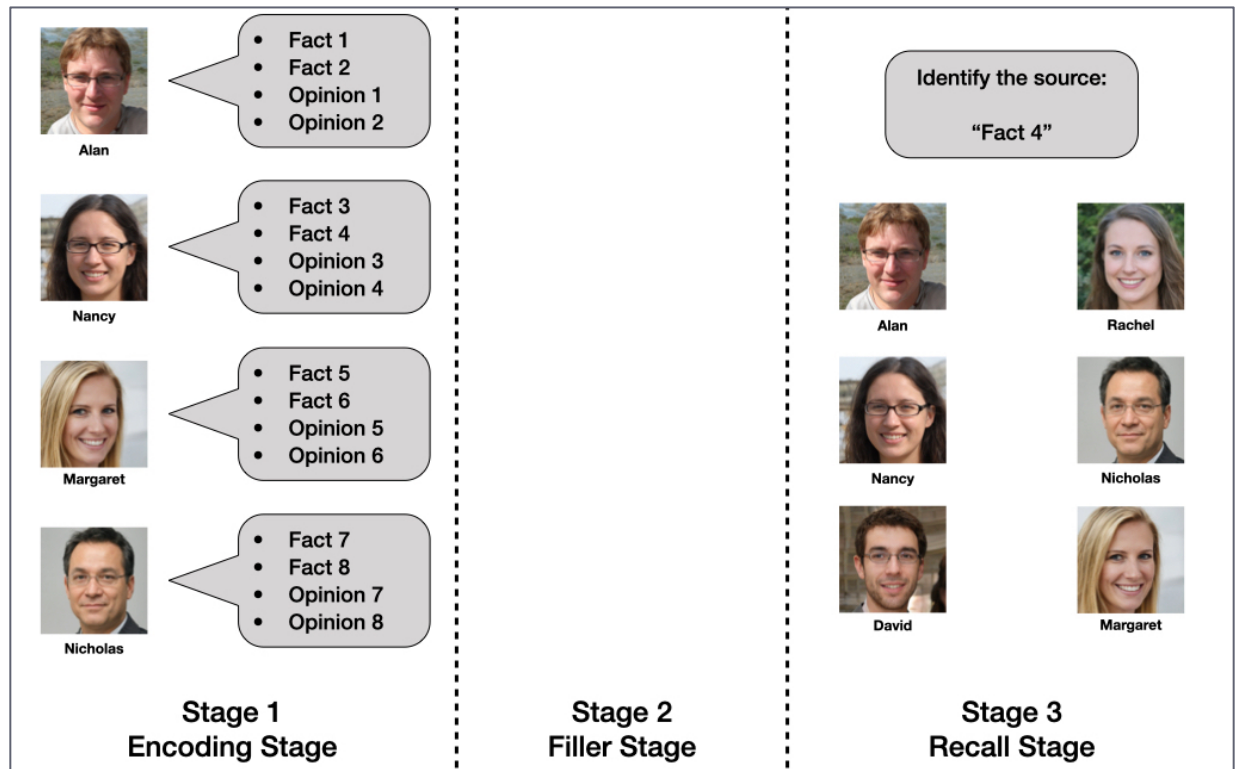 • Fact 1
• Fact 2
• Opinion 1
• Opinion 2
Alan
• Fact 3
• Fact 4
• Opinion 3
• Opinion 4
Nancy
• Fact 5
• Fact 6
• Opinion 5
• Opinion 6
Margaret
• Fact 7
• Fact 8
• Opinion 7
• Opinion 8
Nicholas
Stage 1
Encoding Stage
Stage 2
Filler Stage
Identify the source:
“Fact 4”
Alan
Rachel
Nancy
Nicholas
David
Margaret
Stage 3
Recall Stage